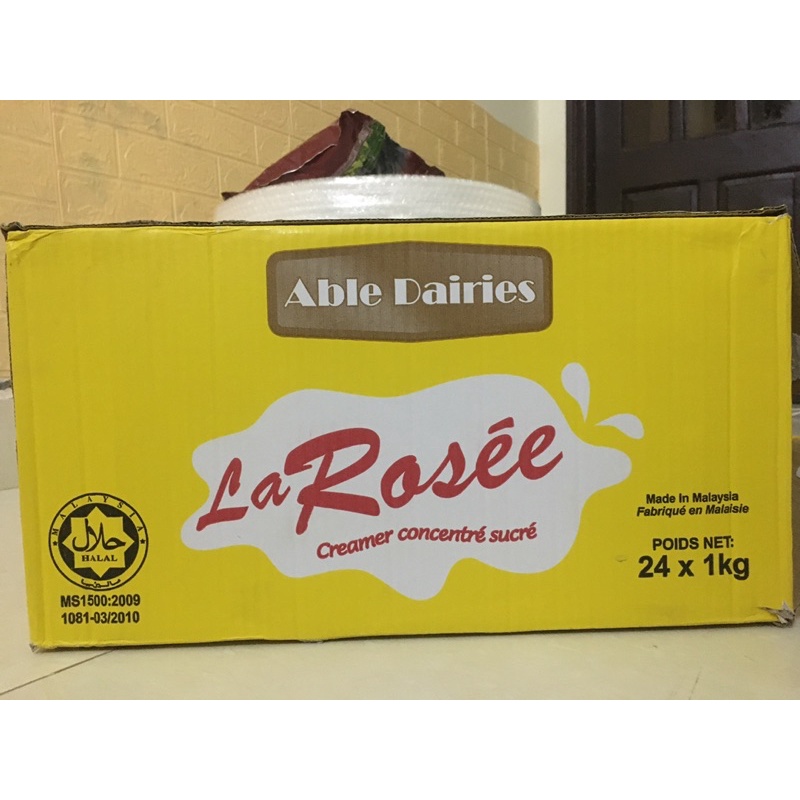 Able Dairies
La Rosée
Creamer concentré sucré
MALAYSIA
حلال
HALAL
ماليزيا
MS1500:2009
1081-03/2010
Made In Malaysia
Fabriqué en Malaisie
POIDS NET:
24 x 1kg